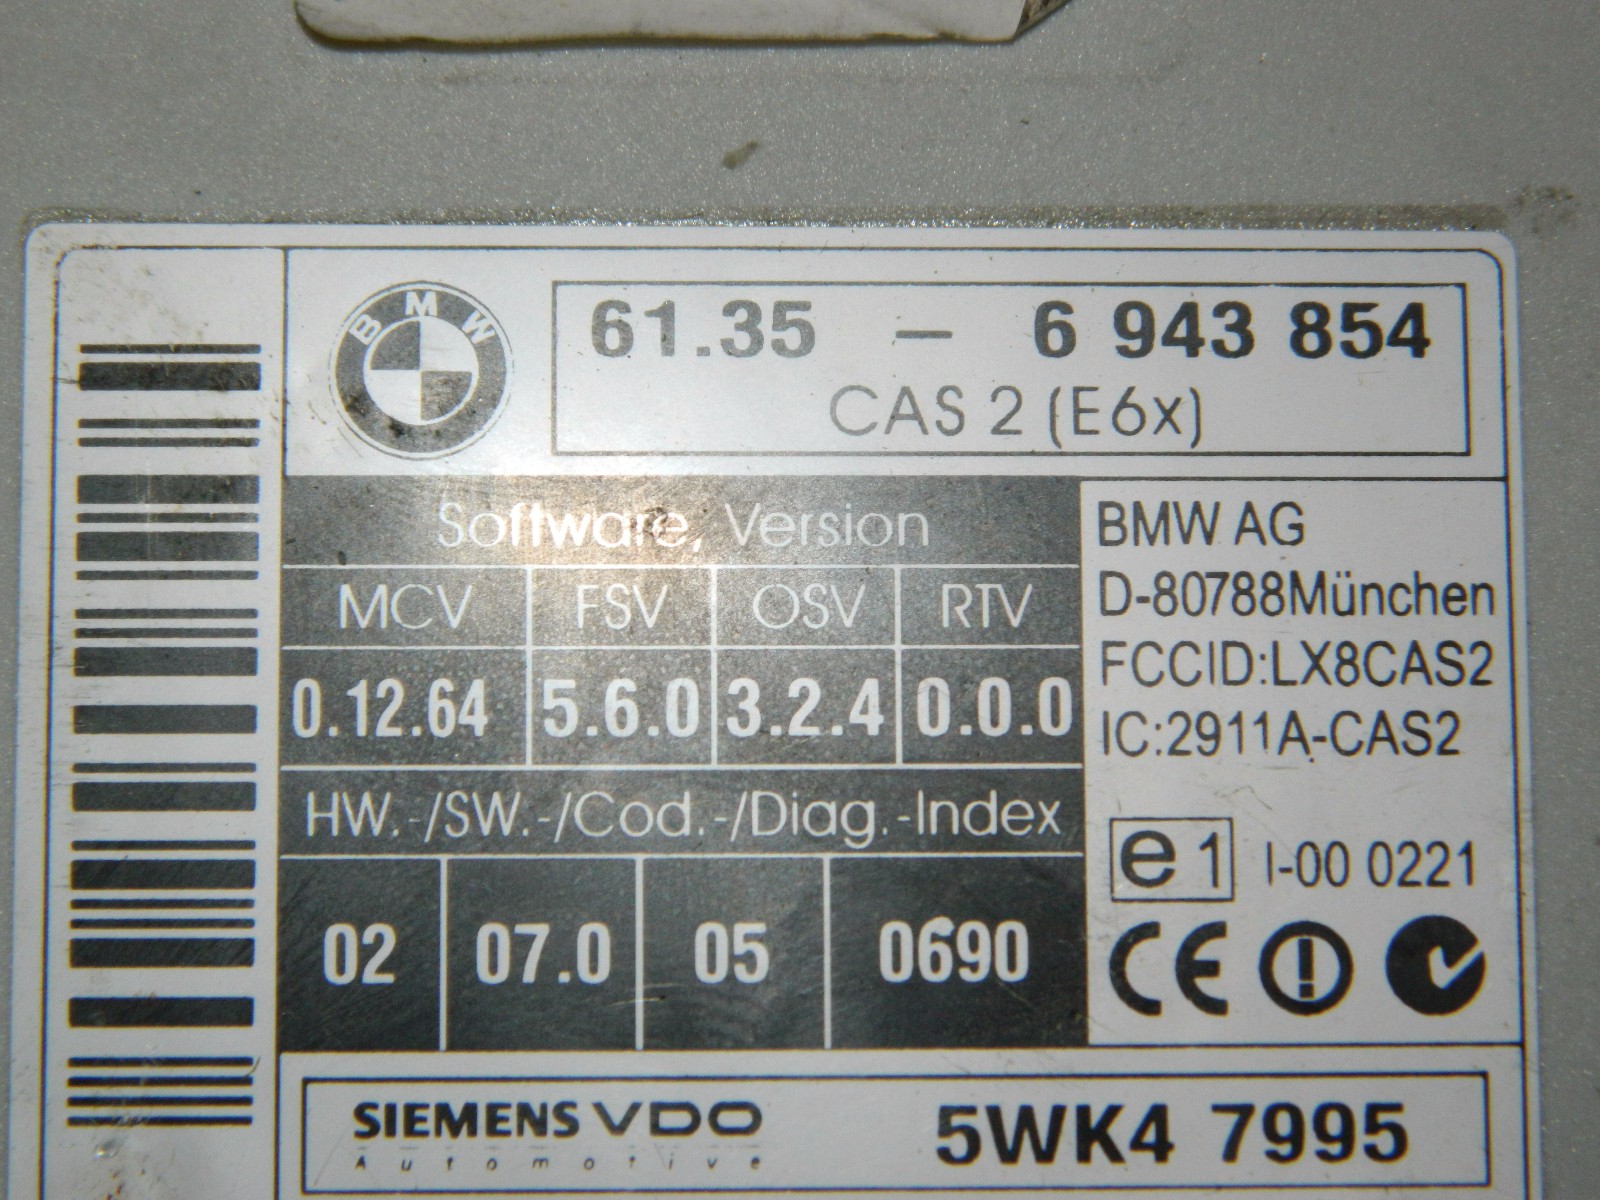 BMW
61.35 – 6 943 854
CAS 2 (E6x)
Software, Version
MCV FSV OSV RTV
0.12.64 5.6.0 3.2.4 0.0.0
HW.-/SW.-/Cod.-/Diag.-Index
02 07.0 05 0690
BMW AG
D-80788München
FCCID:LX8CAS2
IC:2911A-CAS2
e1 I-00 0221
CE
SIEMENS VDO
Automotive
5WK4 7995